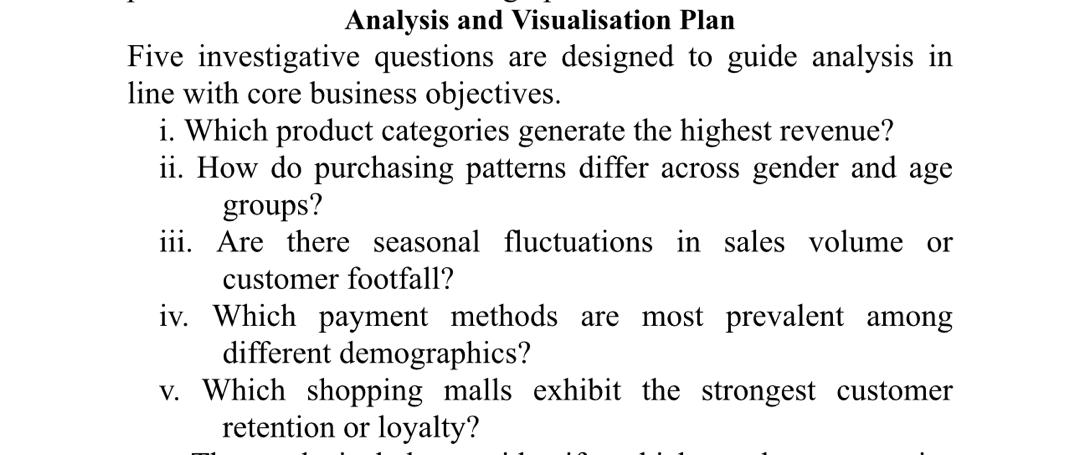 Analysis and Visualisation Plan
Five investigative questions are designed to guide analysis in
line with core business objectives.
i. Which product categories generate the highest revenue?
ii. How do purchasing patterns differ across gender and age
groups?
iii. Are there seasonal fluctuations in sales volume or
customer footfall?
iv. Which payment methods are most prevalent among
different demographics?
v. Which shopping malls exhibit the strongest customer
retention or loyalty?